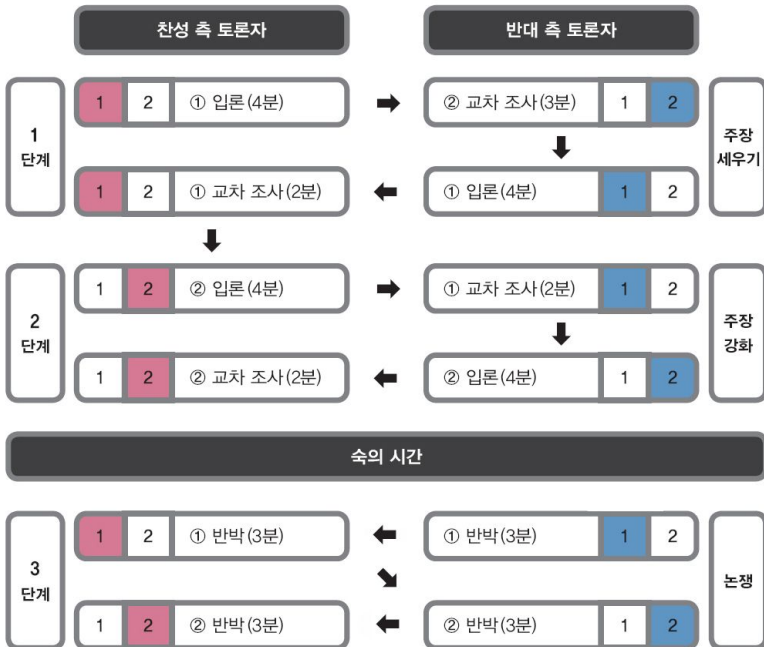 찬성 측 토론자
반대 측 토론자
1
단계
1 2 ① 입론(4분)
② 교차 조사(3분) 1 2
주장
세우기
1 2 ① 교차 조사(2분)
① 입론(4분) 1 2
2
단계
1 2 ② 입론(4분)
① 교차 조사(2분) 1 2
주장
강화
1 2 ② 교차 조사(2분)
② 입론(4분) 1 2
숙의 시간
3
단계
1 2 ① 반박(3분)
① 반박(3분) 1 2
논쟁
1 2 ② 반박(3분)
② 반박(3분) 1 2